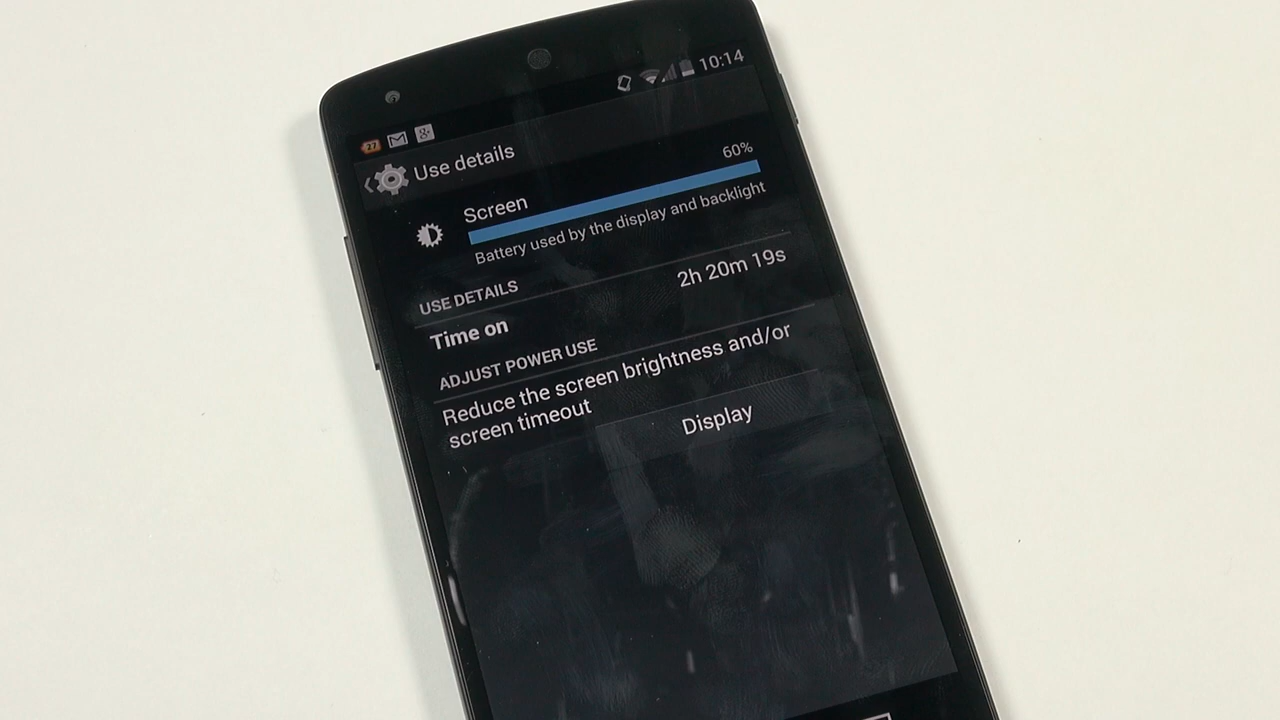 10:14
27
Use details
60%
Screen
Battery used by the display and backlight
USE DETAILS
2h 20m 19s
Time on
ADJUST POWER USE
Reduce the screen brightness and/or
screen timeout
Display